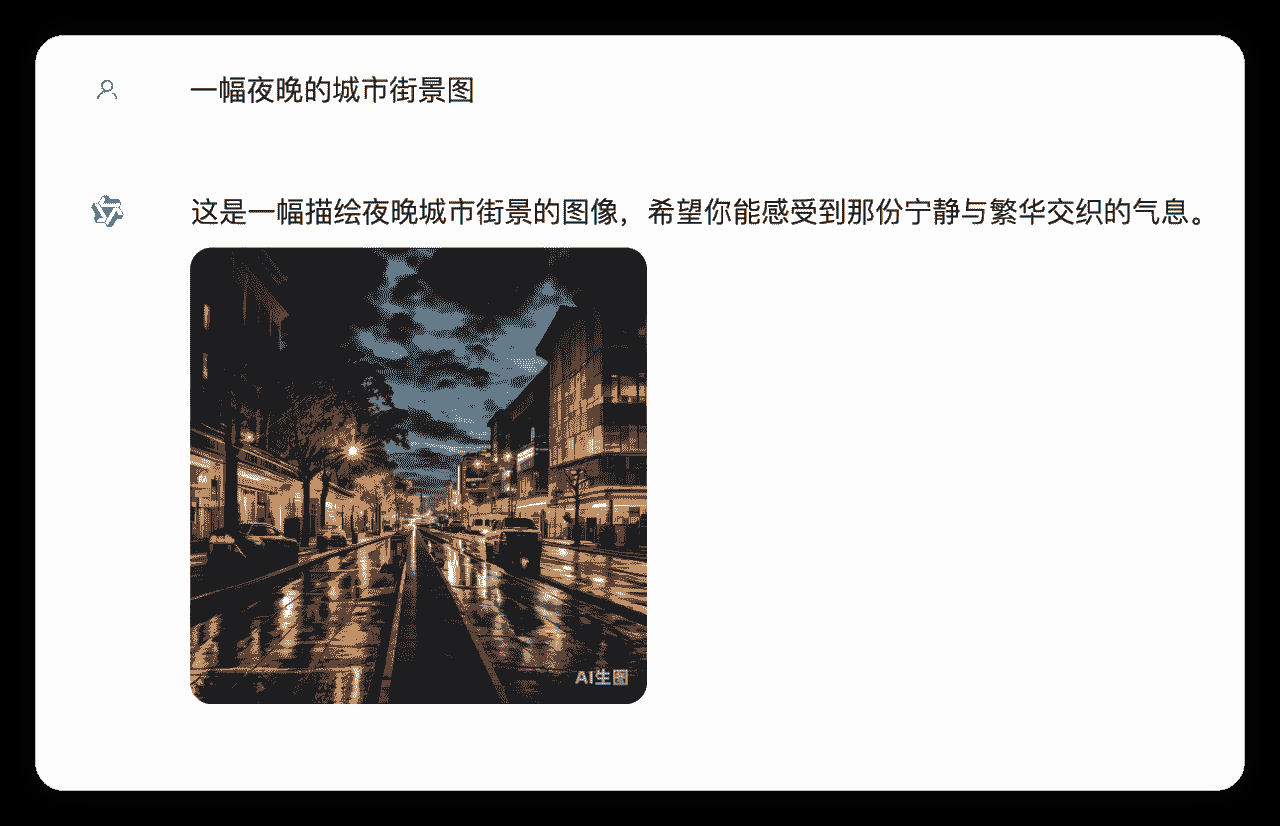 一幅夜晚的城市街景图
这是一幅描绘夜晚城市街景的图像，希望你能感受到那份宁静与繁华交织的气息。
AI生图